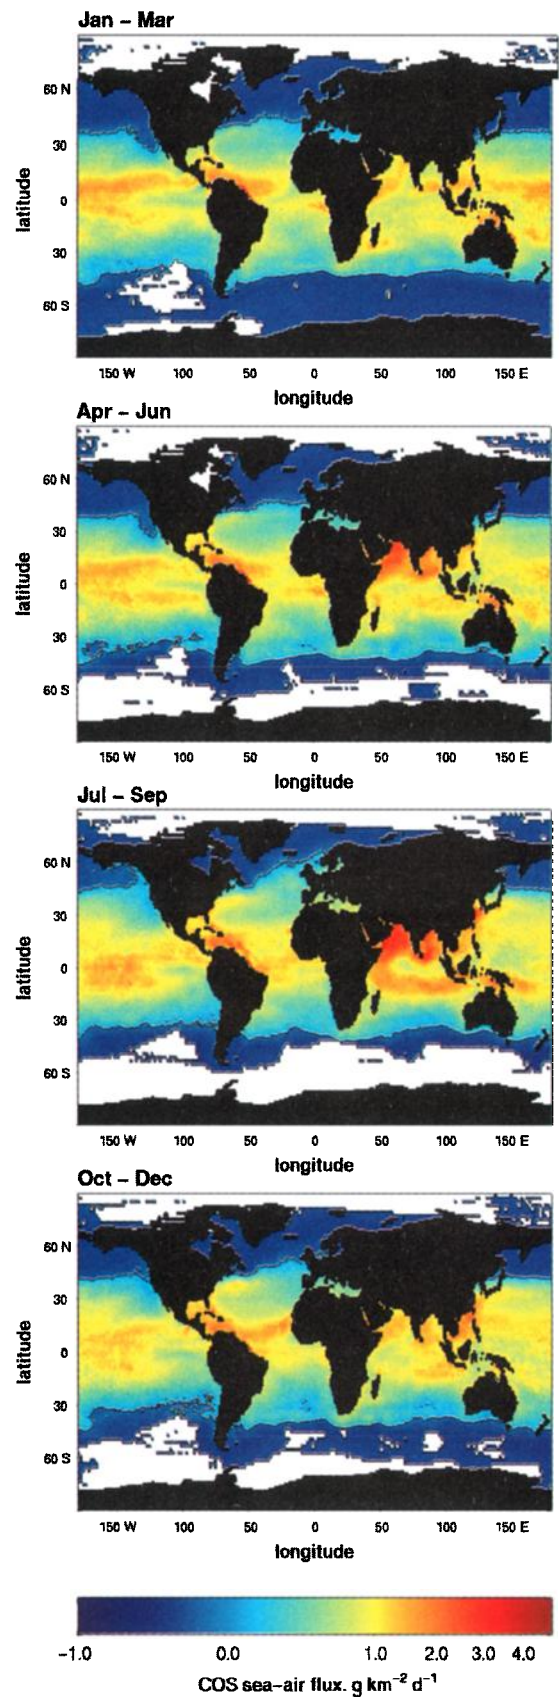 Jan – Mar
60 N
30
0
30
60 S
latitude
150 W 100 50 0 50 100 150 E
longitude
Apr – Jun
60 N
30
0
30
60 S
latitude
150 W 100 50 0 50 100 150 E
longitude
Jul – Sep
60 N
30
0
30
60 S
latitude
150 W 100 50 0 50 100 150 E
longitude
Oct – Dec
60 N
30
0
30
60 S
latitude
150 W 100 50 0 50 100 150 E
longitude
–1.0 0.0 1.0 2.0 3.0 4.0
COS sea–air flux. g km⁻² d⁻¹